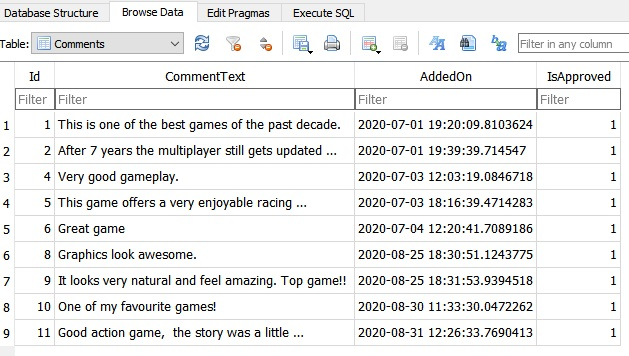 Database Structure Browse Data Edit Pragmas Execute SQL
Table: Comments Filter in any column
Id CommentText AddedOn IsApproved
Filter Filter Filter Filter
1 1 This is one of the best games of the past decade. 2020-07-01 19:20:09.8103624 1
2 2 After 7 years the multiplayer still gets updated ... 2020-07-01 19:39:39.714547 1
3 4 Very good gameplay. 2020-07-03 12:03:19.0846718 1
4 5 This game offers a very enjoyable racing ... 2020-07-03 18:16:39.4714283 1
5 6 Great game 2020-07-04 12:20:41.7089186 1
6 8 Graphics look awesome. 2020-08-25 18:30:51.1243775 1
7 9 It looks very natural and feel amazing. Top game!! 2020-08-25 18:31:53.9394518 1
8 10 One of my favourite games! 2020-08-30 11:33:30.0472262 1
9 11 Good action game,  the story was a little ... 2020-08-31 12:26:33.7690413 1